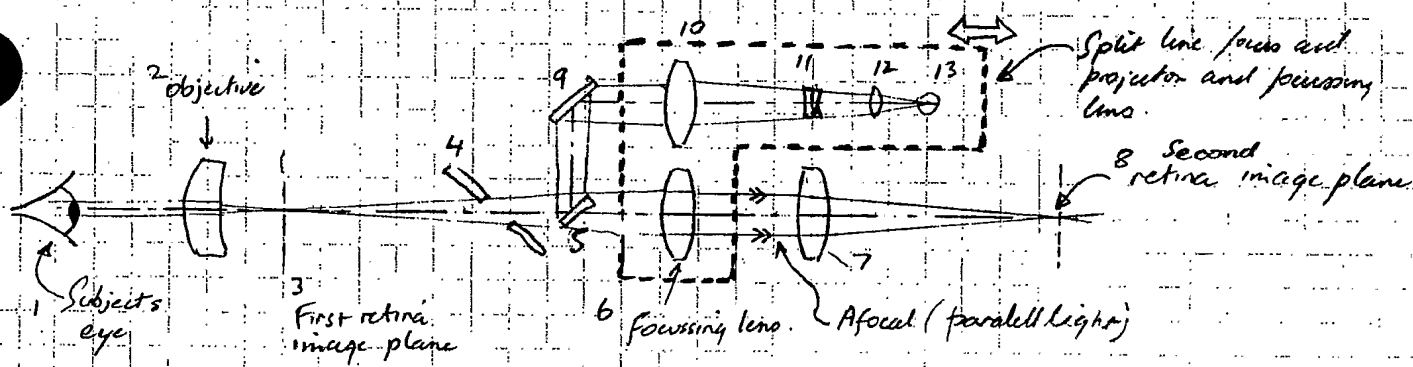 10
9
11
12
13
Split line focus and
projector and focussing
lens.
2
objective
4
8 Second
retina image plane
5
7
1 Subjects
eye
3
First retina
image plane
6 focussing lens.
Afocal (paralell light)